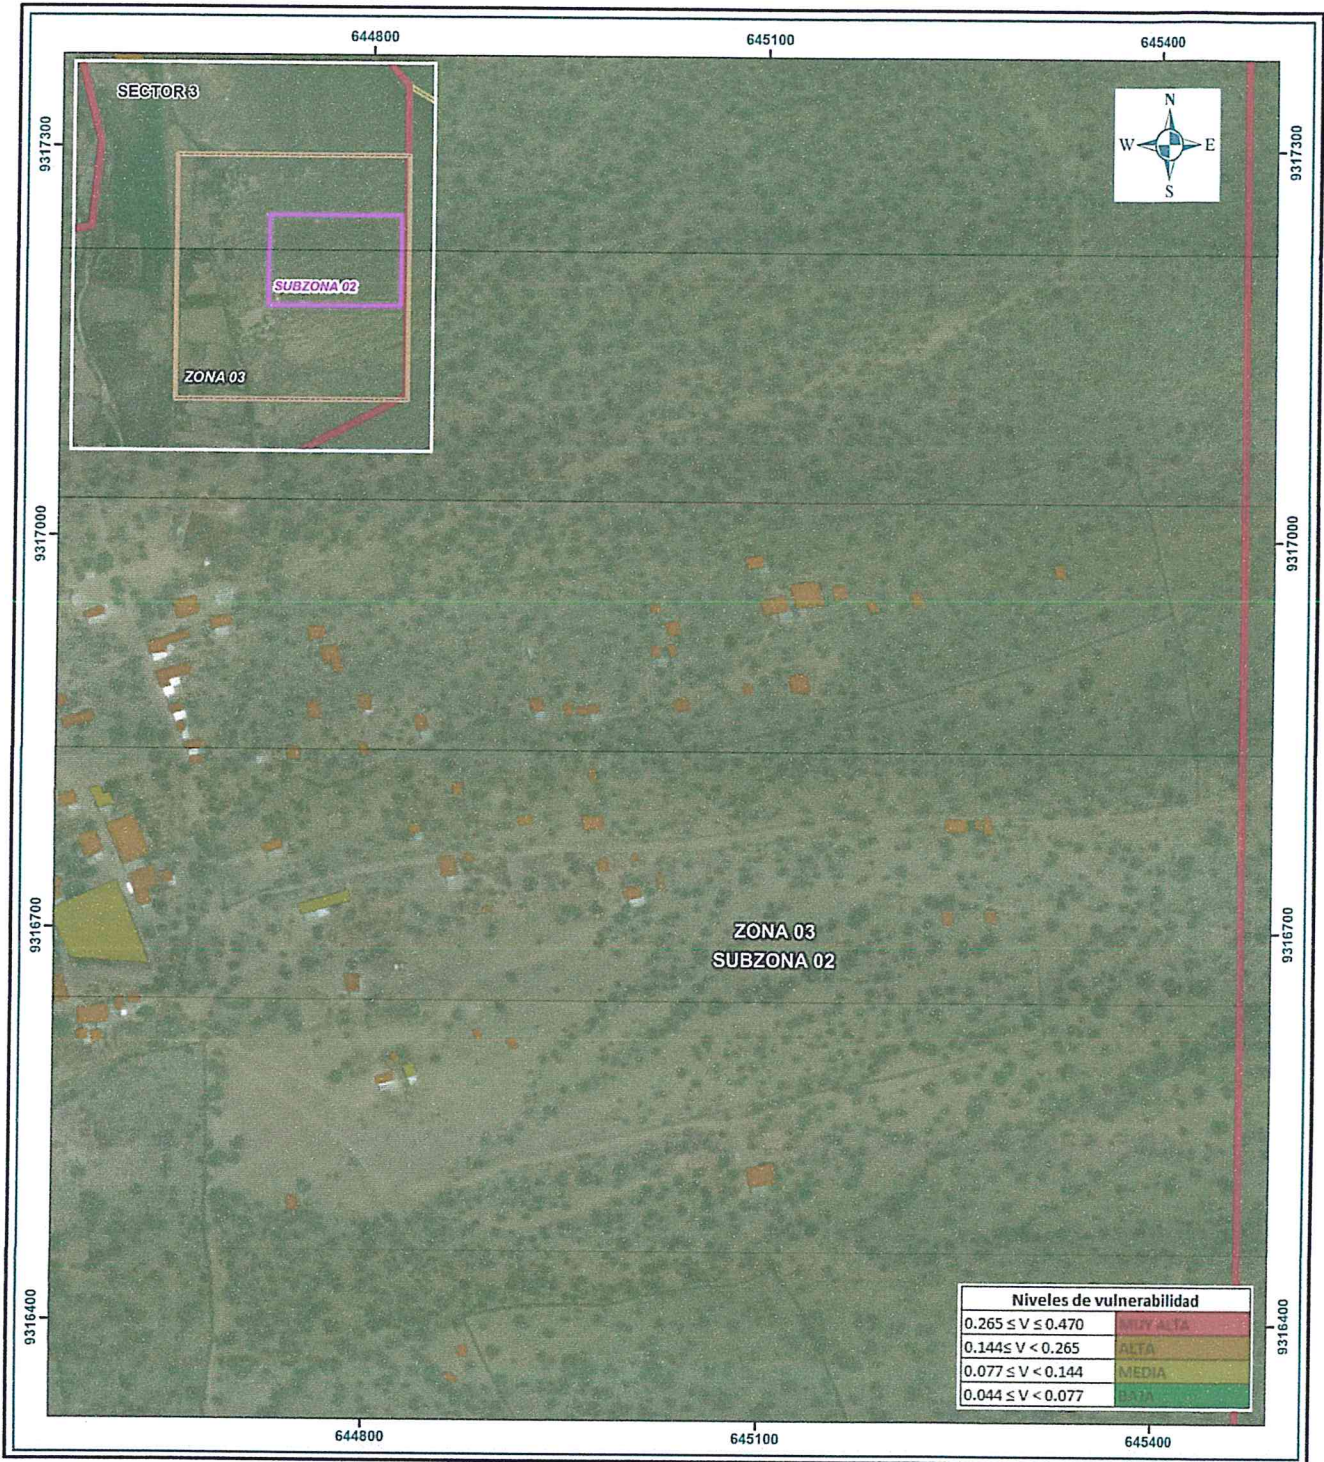 644800
645100
645400
9317300
9317300
SECTOR 3
N
W
E
S
SUBZONA 02
ZONA 03
9317000
9317000
9316700
9316700
ZONA 03
SUBZONA 02
9316400
9316400
Niveles de vulnerabilidad
0.265 ≤ V ≤ 0.470 MUY ALTA
0.144≤ V < 0.265 ALTA
0.077 ≤ V < 0.144 MEDIA
0.044 ≤ V < 0.077 BAJA
644800
645100
645400